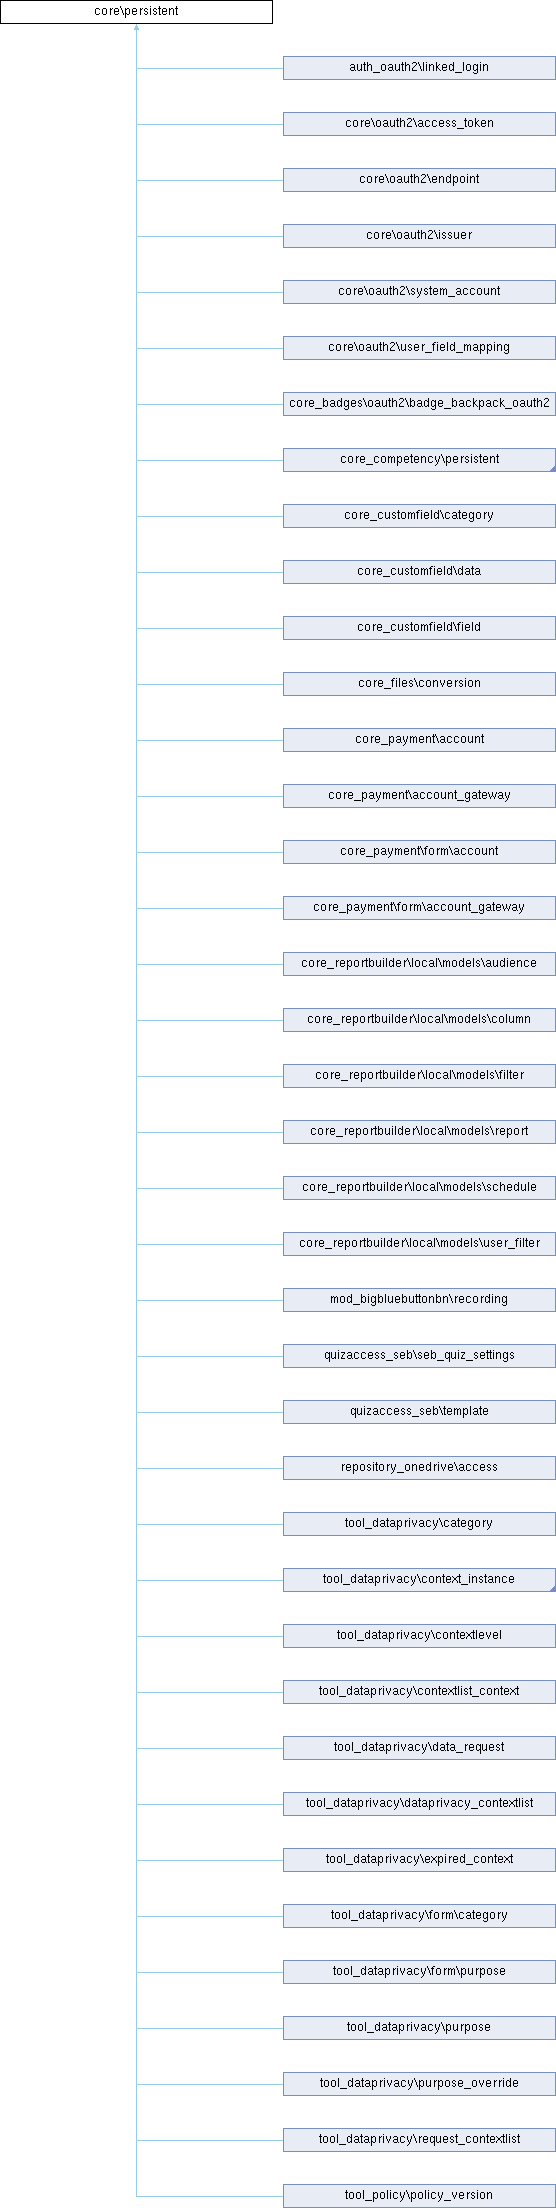 core\persistent
auth_oauth2\linked_login
core\oauth2\access_token
core\oauth2\endpoint
core\oauth2\issuer
core\oauth2\system_account
core\oauth2\user_field_mapping
core_badges\oauth2\badge_backpack_oauth2
core_competency\persistent
core_customfield\category
core_customfield\data
core_customfield\field
core_files\conversion
core_payment\account
core_payment\account_gateway
core_payment\form\account
core_payment\form\account_gateway
core_reportbuilder\local\models\audience
core_reportbuilder\local\models\column
core_reportbuilder\local\models\filter
core_reportbuilder\local\models\report
core_reportbuilder\local\models\schedule
core_reportbuilder\local\models\user_filter
mod_bigbluebuttonbn\recording
quizaccess_seb\seb_quiz_settings
quizaccess_seb\template
repository_onedrive\access
tool_dataprivacy\category
tool_dataprivacy\context_instance
tool_dataprivacy\contextlevel
tool_dataprivacy\contextlist_context
tool_dataprivacy\data_request
tool_dataprivacy\dataprivacy_contextlist
tool_dataprivacy\expired_context
tool_dataprivacy\form\category
tool_dataprivacy\form\purpose
tool_dataprivacy\purpose
tool_dataprivacy\purpose_override
tool_dataprivacy\request_contextlist
tool_policy\policy_version